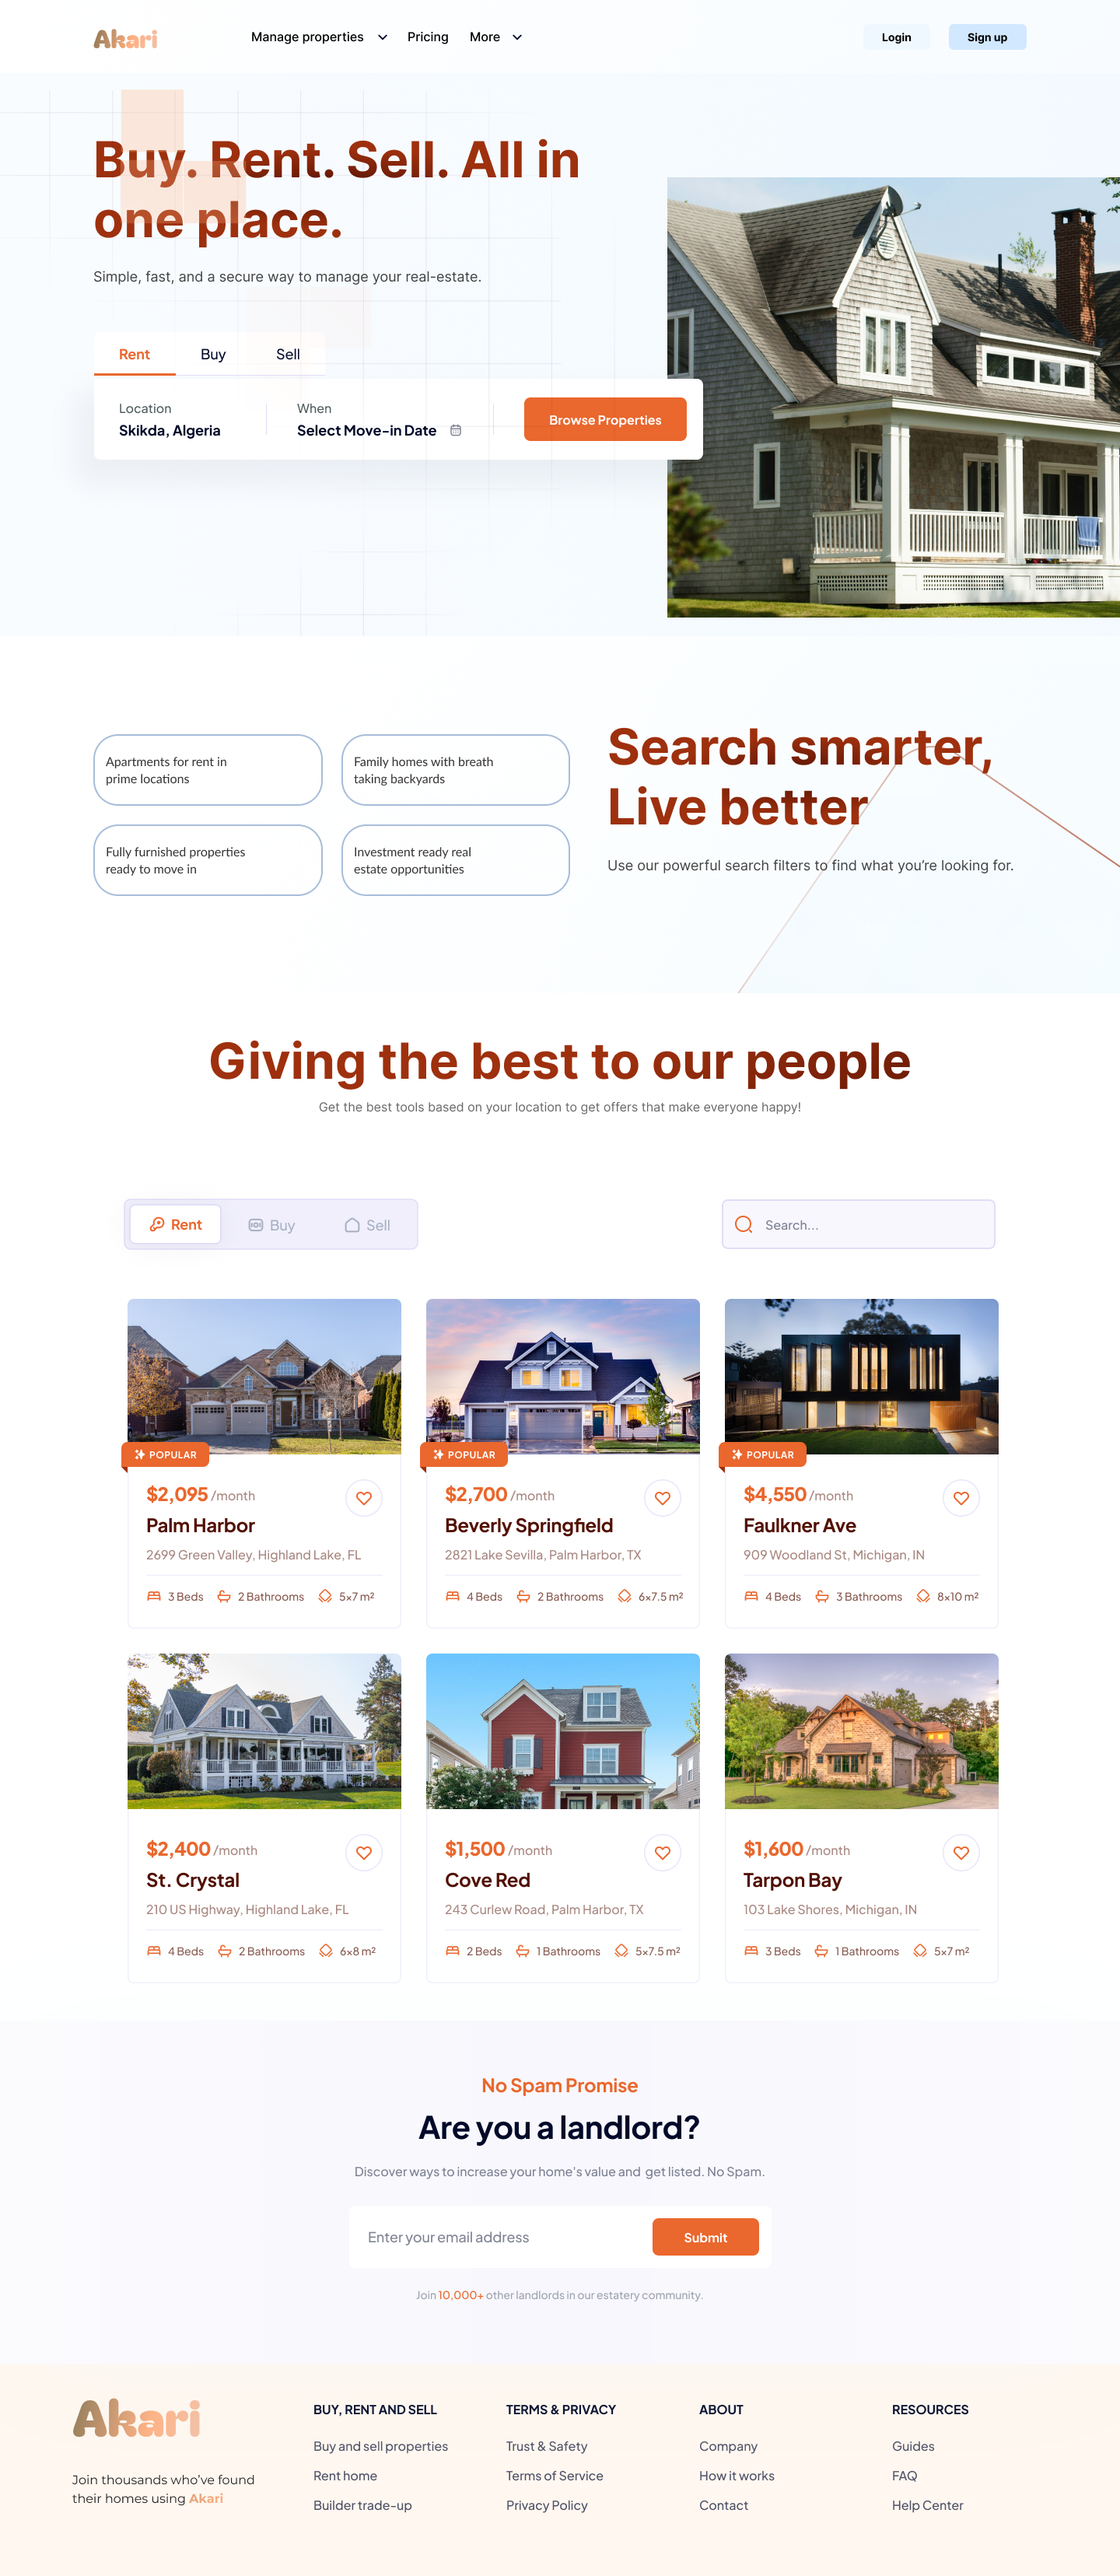 Akari
Manage properties
Pricing
More
Login
Sign up
Buy. Rent. Sell. All in
one place.
Simple, fast, and a secure way to manage your real-estate.
Rent
Buy
Sell
Location
Skikda, Algeria
When
Select Move-in Date
Browse Properties
Apartments for rent in
prime locations
Family homes with breath
taking backyards
Fully furnished properties
ready to move in
Investment ready real
estate opportunities
Search smarter,
Live better
Use our powerful search filters to find what you're looking for.
Giving the best to our people
Get the best tools based on your location to get offers that make everyone happy!
Rent
Buy
Sell
Search...
POPULAR
$2,095 /month
Palm Harbor
2699 Green Valley, Highland Lake, FL
3 Beds
2 Bathrooms
5×7 m²
POPULAR
$2,700 /month
Beverly Springfield
2821 Lake Sevilla, Palm Harbor, TX
4 Beds
2 Bathrooms
6×7.5 m²
POPULAR
$4,550 /month
Faulkner Ave
909 Woodland St, Michigan, IN
4 Beds
3 Bathrooms
8×10 m²
$2,400 /month
St. Crystal
210 US Highway, Highland Lake, FL
4 Beds
2 Bathrooms
6×8 m²
$1,500 /month
Cove Red
243 Curlew Road, Palm Harbor, TX
2 Beds
1 Bathrooms
5×7.5 m²
$1,600 /month
Tarpon Bay
103 Lake Shores, Michigan, IN
3 Beds
1 Bathrooms
5×7 m²
No Spam Promise
Are you a landlord?
Discover ways to increase your home's value and get listed. No Spam.
Enter your email address
Submit
Join 10,000+ other landlords in our estatery community.
Akari
Join thousands who've found
their homes using Akari
BUY, RENT AND SELL
Buy and sell properties
Rent home
Builder trade-up
TERMS & PRIVACY
Trust & Safety
Terms of Service
Privacy Policy
ABOUT
Company
How it works
Contact
RESOURCES
Guides
FAQ
Help Center